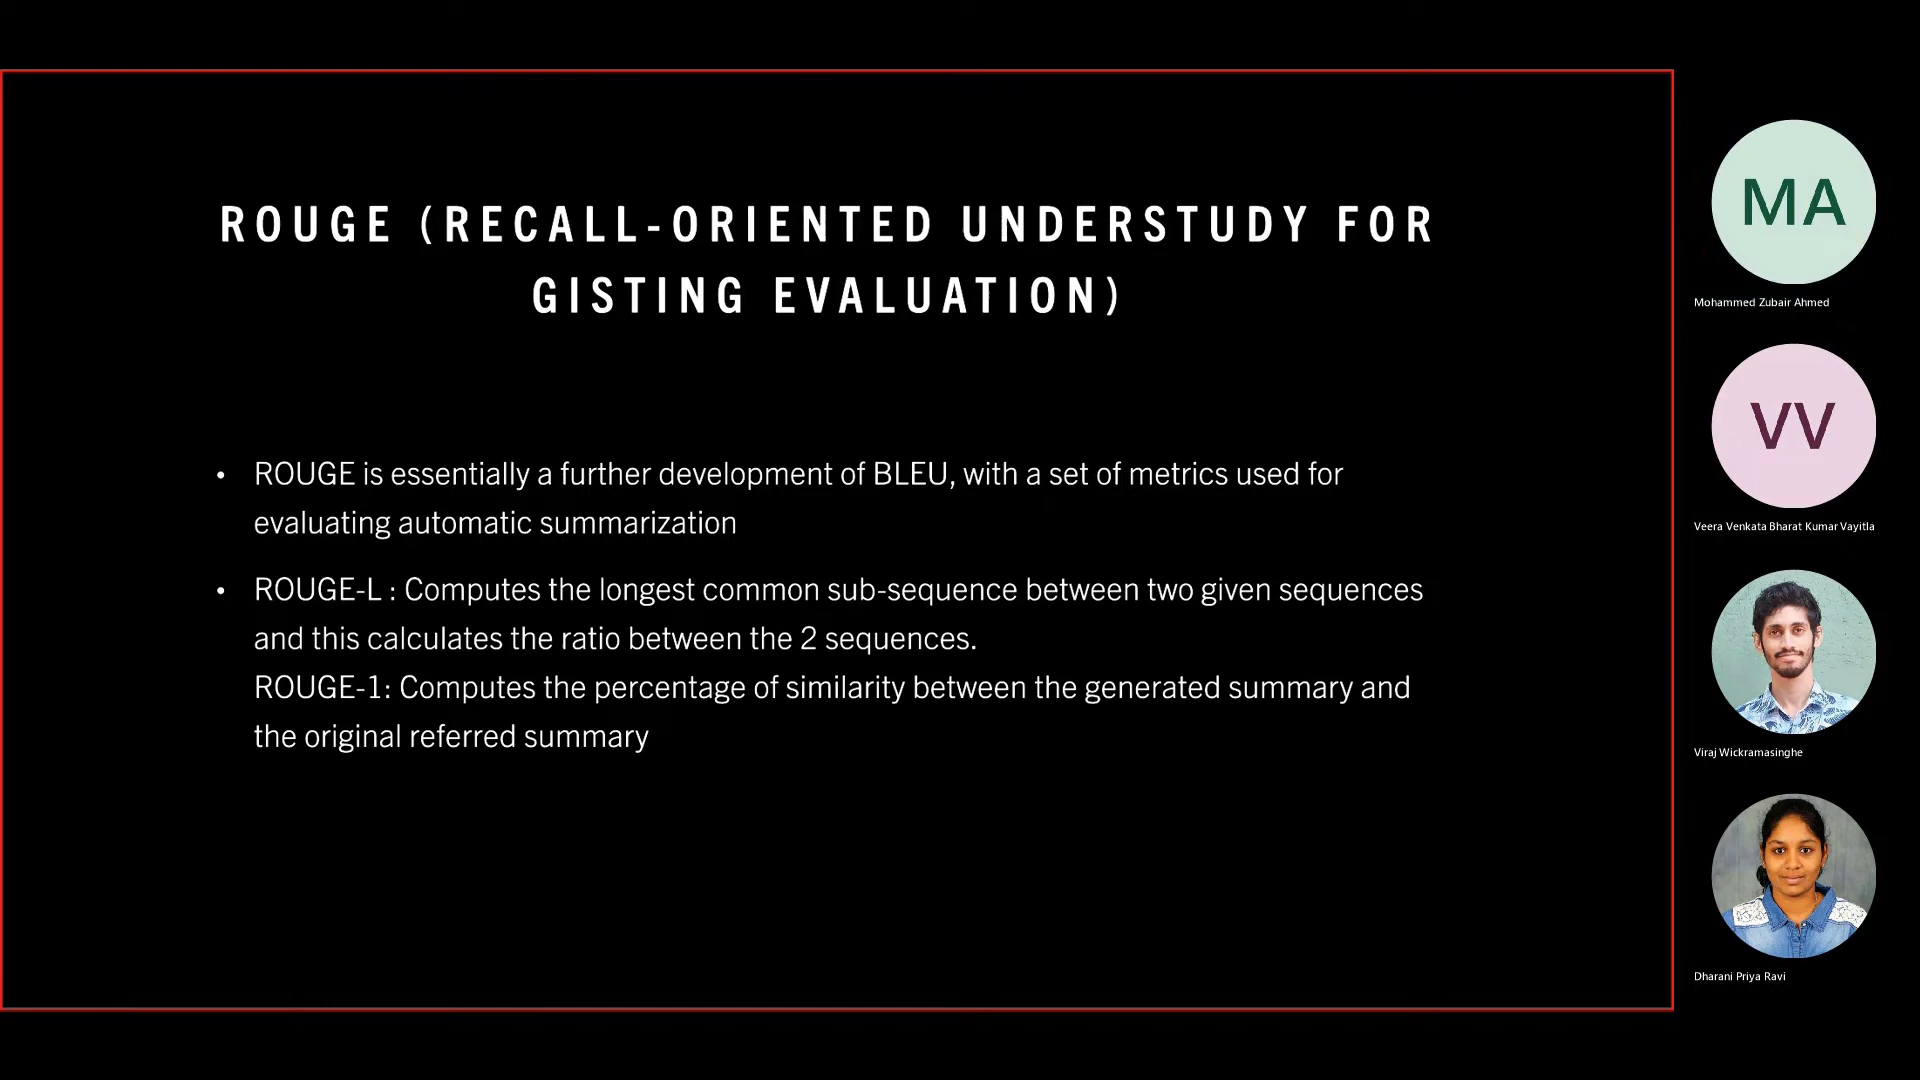 ROUGE (RECALL-ORIENTED UNDERSTUDY FOR
GISTING EVALUATION)
• ROUGE is essentially a further development of BLEU, with a set of metrics used for
evaluating automatic summarization
• ROUGE-L : Computes the longest common sub-sequence between two given sequences
and this calculates the ratio between the 2 sequences.
ROUGE-1: Computes the percentage of similarity between the generated summary and
the original referred summary
MA
Mohammed Zubair Ahmed
VV
Veera Venkata Bharat Kumar Vayitla
Viraj Wickramasinghe
Dharani Priya Ravi